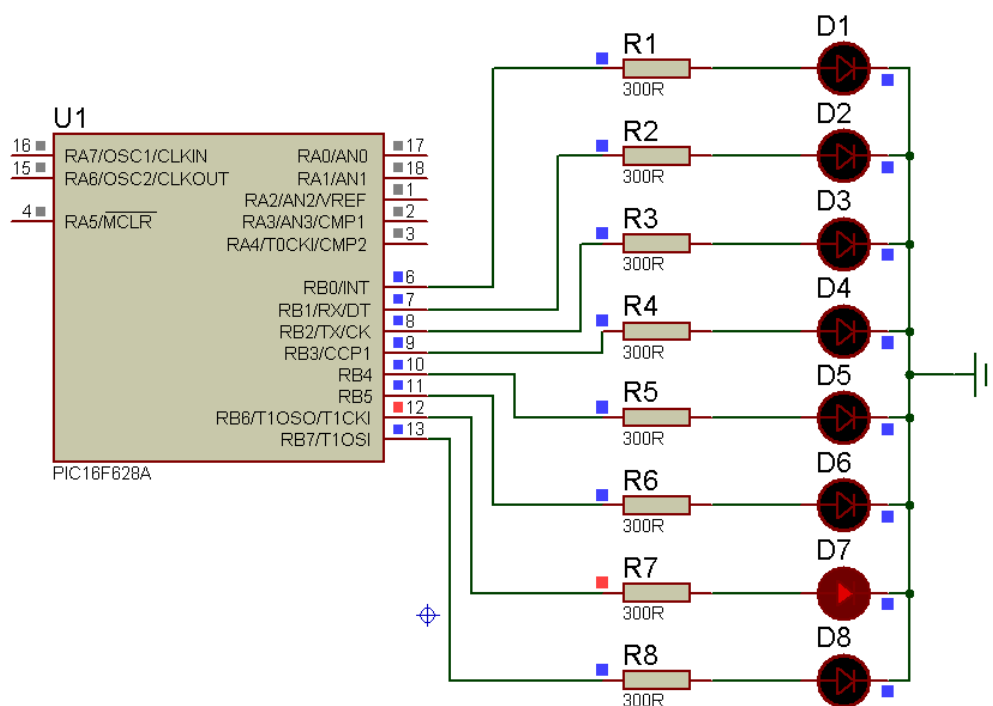 U1
16
15
4
RA7/OSC1/CLKIN
RA6/OSC2/CLKOUT
RA5/MCLR
RA0/AN0
RA1/AN1
RA2/AN2/VREF
RA3/AN3/CMP1
RA4/T0CKI/CMP2
RB0/INT
RB1/RX/DT
RB2/TX/CK
RB3/CCP1
RB4
RB5
RB6/T1OSO/T1CKI
RB7/T1OSI
17
18
1
2
3
6
7
8
9
10
11
12
13
PIC16F628A
R1
300R
D1
R2
300R
D2
R3
300R
D3
R4
300R
D4
R5
300R
D5
R6
300R
D6
R7
300R
D7
R8
300R
D8